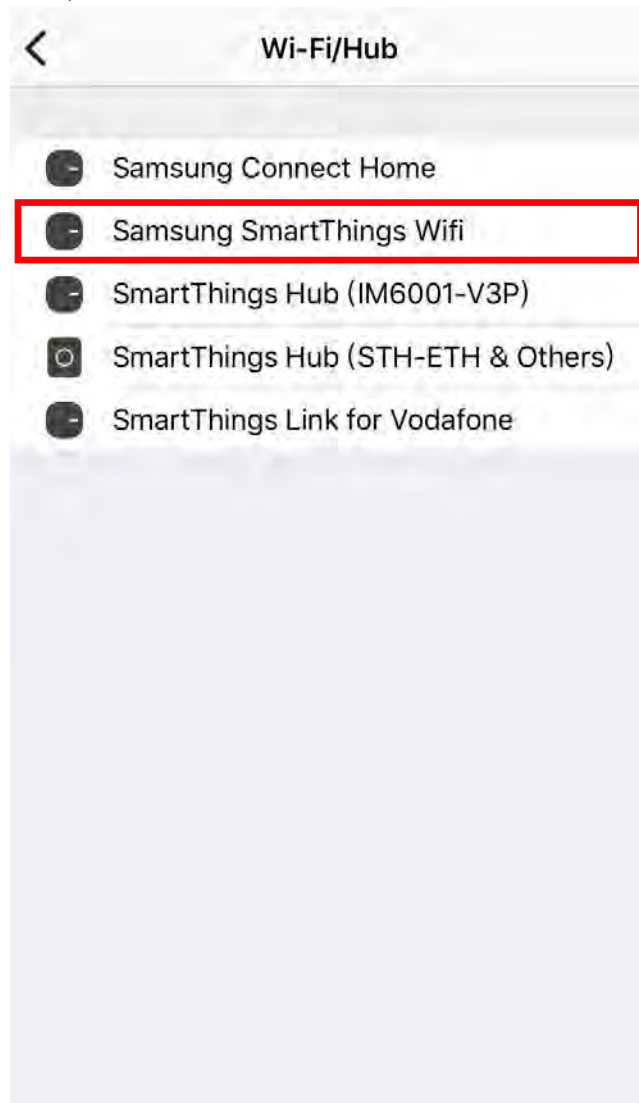 Wi-Fi/Hub
Samsung Connect Home
Samsung SmartThings Wifi
SmartThings Hub (IM6001-V3P)
SmartThings Hub (STH-ETH & Others)
SmartThings Link for Vodafone